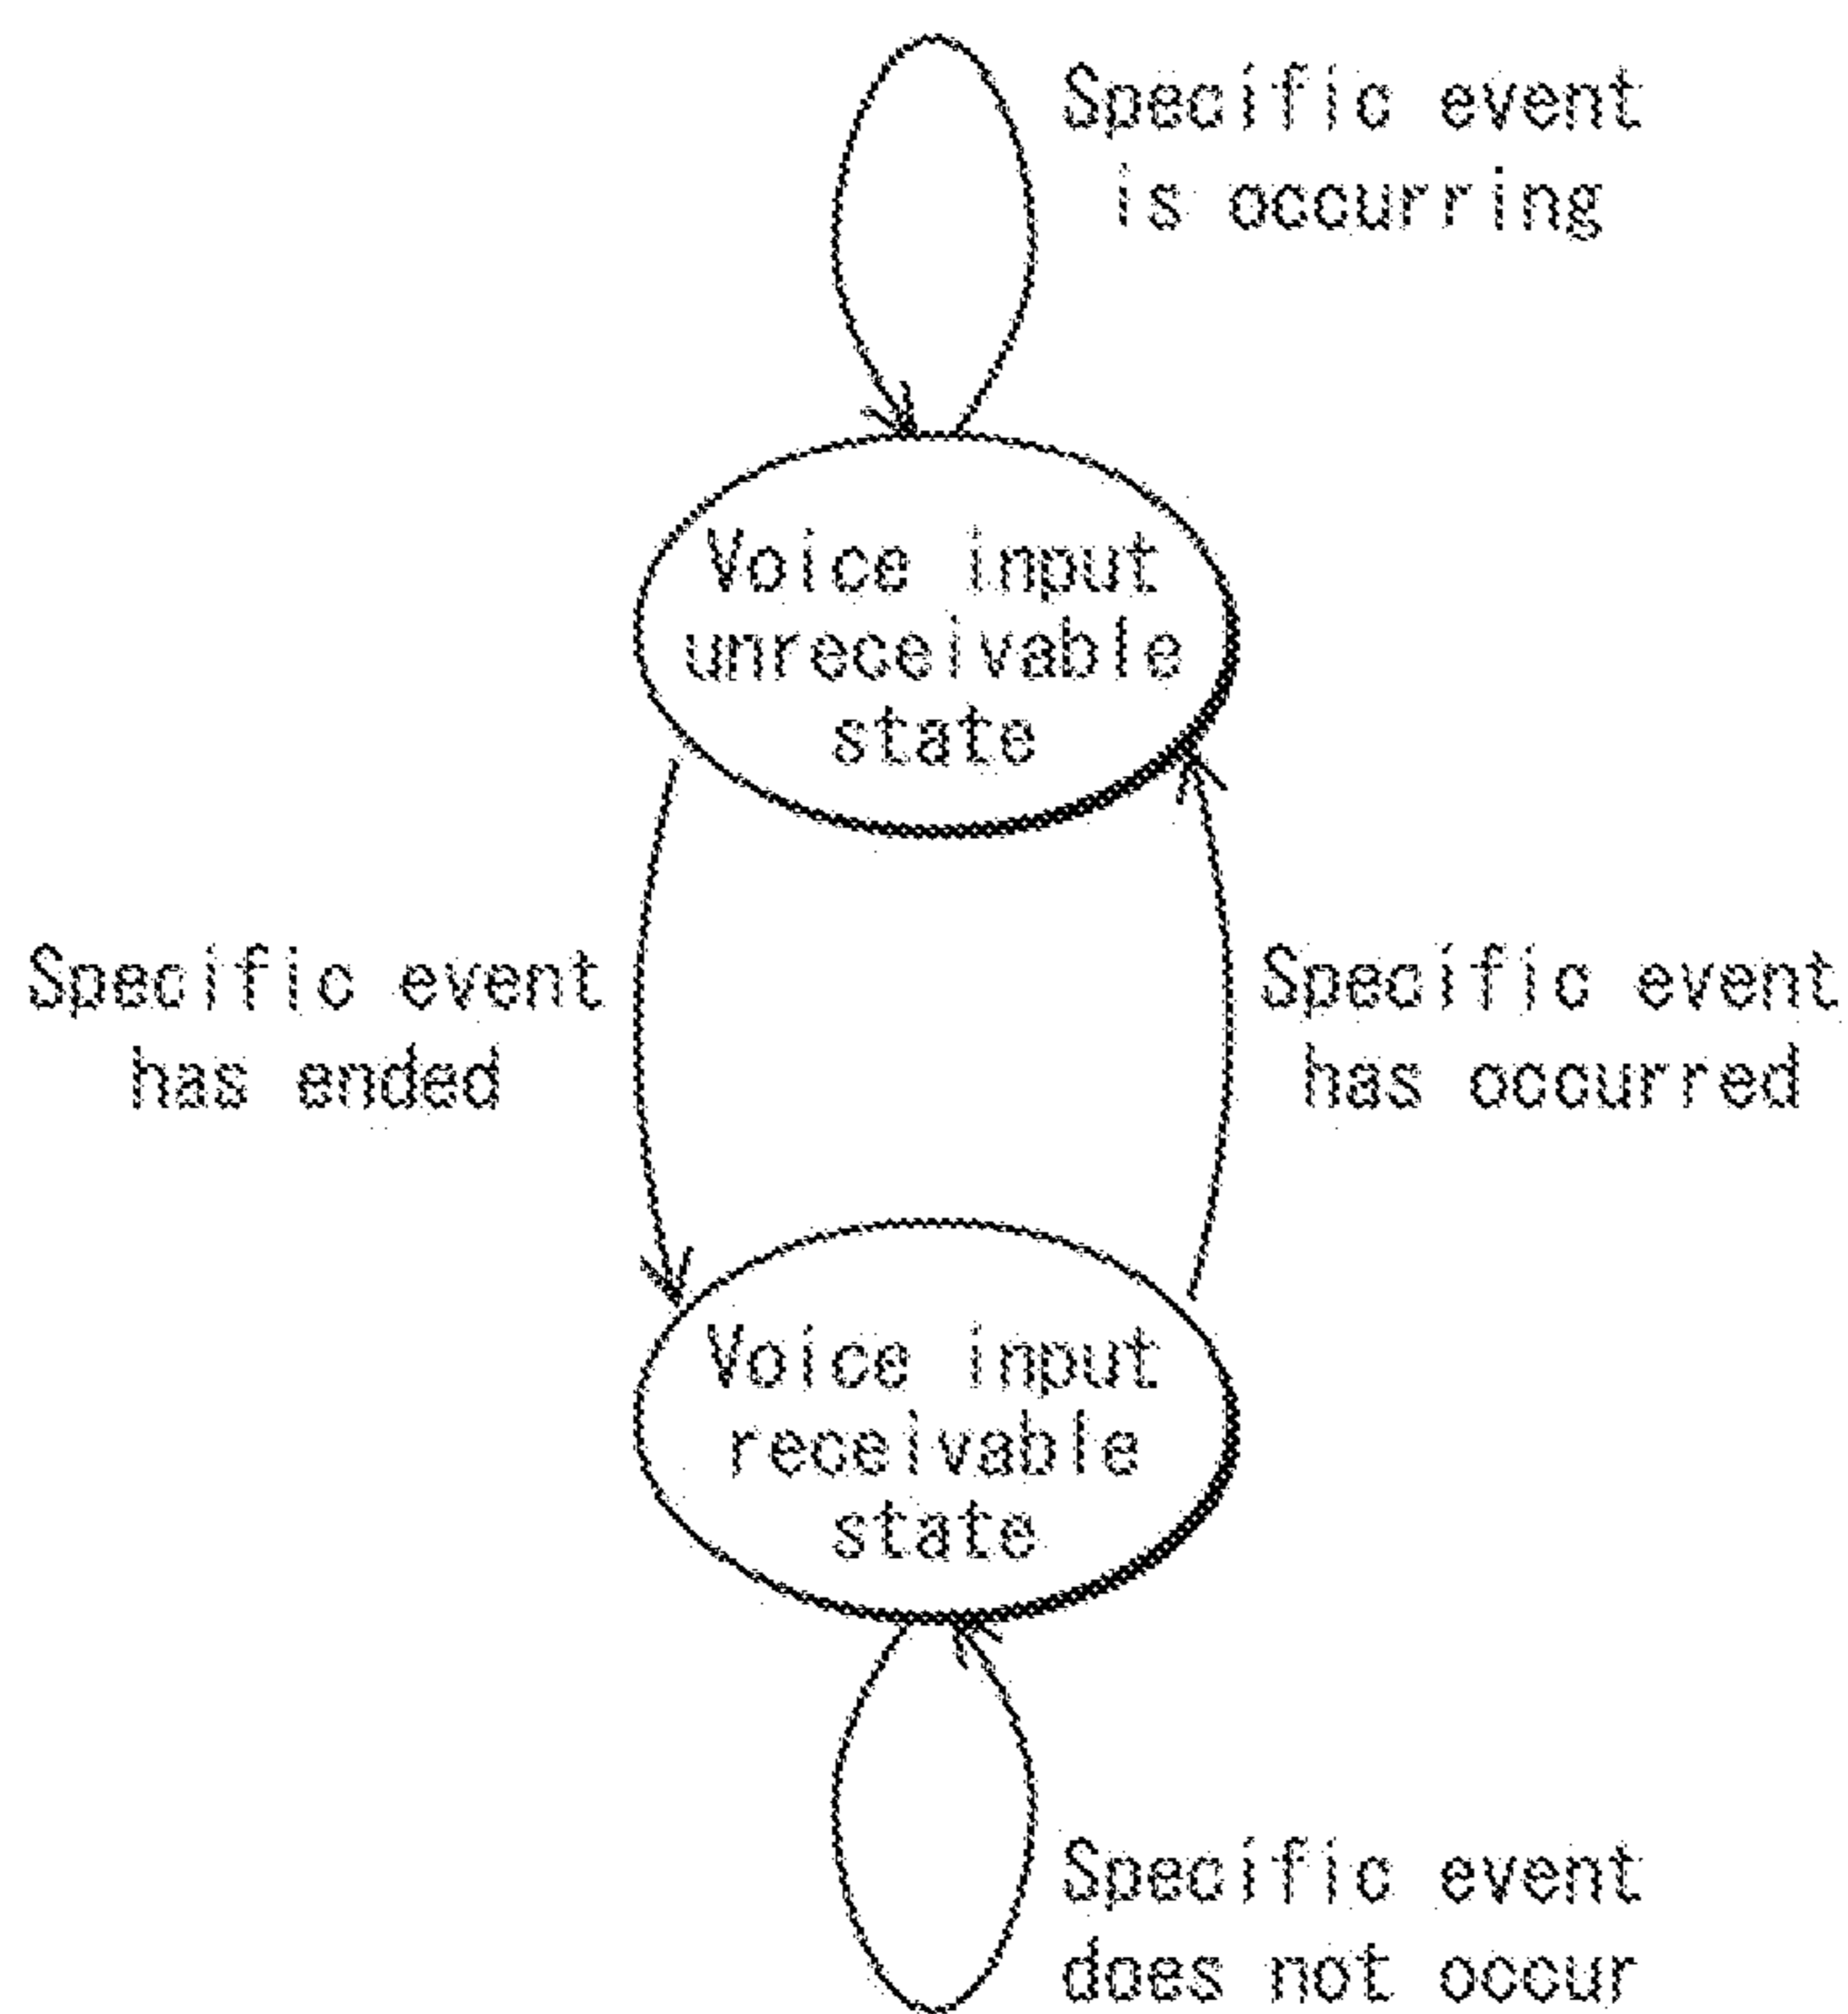 Specific event
is occurring
Voice input
unreceivable
state
Specific event
has ended
Specific event
has occurred
Voice input
receivable
state
Specific event
does not occur